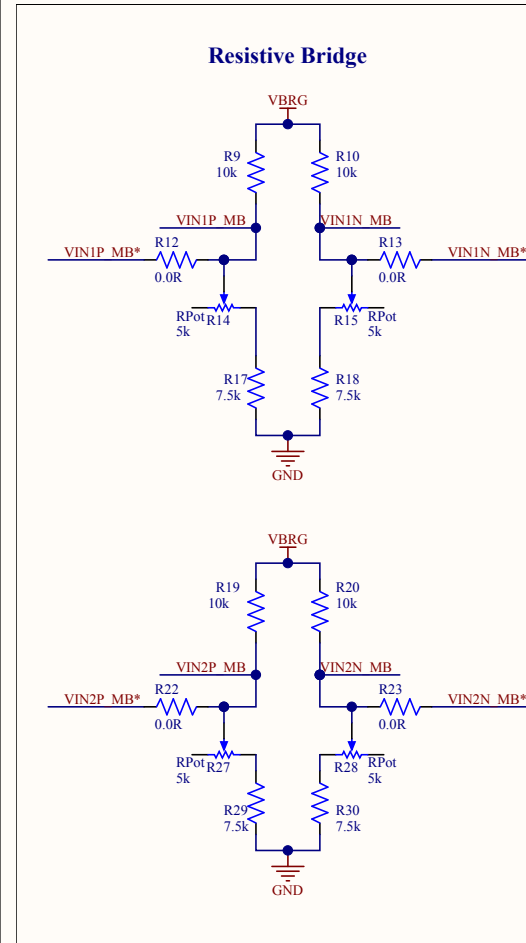 Resistive Bridge
VBRG
R9
10k
R10
10k
VIN1P_MB
VIN1N_MB
VIN1P_MB*
R12
0.0R
R13
0.0R
VIN1N_MB*
RPot
5k
R14
R15
RPot
5k
R17
7.5k
R18
7.5k
GND
VBRG
R19
10k
R20
10k
VIN2P_MB
VIN2N_MB
VIN2P_MB*
R22
0.0R
R23
0.0R
VIN2N_MB*
RPot
5k
R27
R28
RPot
5k
R29
7.5k
R30
7.5k
GND